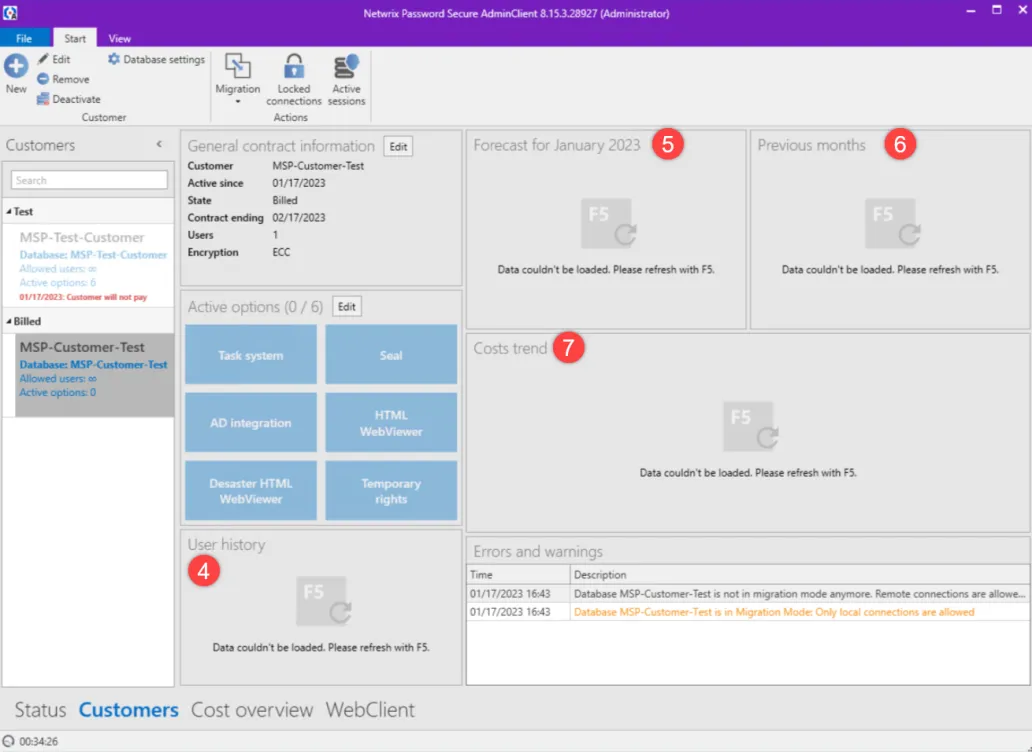 Netwrix Password Secure AdminClient 8.15.3.28927 (Administrator)
File Start View
New
Edit
Remove
Deactivate
Database settings
Customer
Migration
Locked connections
Active sessions
Actions
Customers
Search
Test
MSP-Test-Customer
Database: MSP-Test-Customer
Allowed users: ∞
Active options: 6
01/17/2023: Customer will not pay
Billed
MSP-Customer-Test
Database: MSP-Customer-Test
Allowed users: ∞
Active options: 0
General contract information Edit
Customer MSP-Customer-Test
Active since 01/17/2023
State Billed
Contract ending 02/17/2023
Users 1
Encryption ECC
Active options (0 / 6) Edit
Task system
Seal
AD integration
HTML
WebViewer
Desaster HTML
WebViewer
Temporary
rights
User history
4
F5
Data couldn't be loaded. Please refresh with F5.
Forecast for January 2023 5
F5
Data couldn't be loaded. Please refresh with F5.
Previous months 6
F5
Data couldn't be loaded. Please refresh with F5.
Costs trend 7
F5
Data couldn't be loaded. Please refresh with F5.
Errors and warnings
Time Description
01/17/2023 16:43 Database MSP-Customer-Test is not in migration mode anymore. Remote connections are allowe...
01/17/2023 16:43 Database MSP-Customer-Test is in Migration Mode: Only local connections are allowed
Status Customers Cost overview WebClient
00:34:26